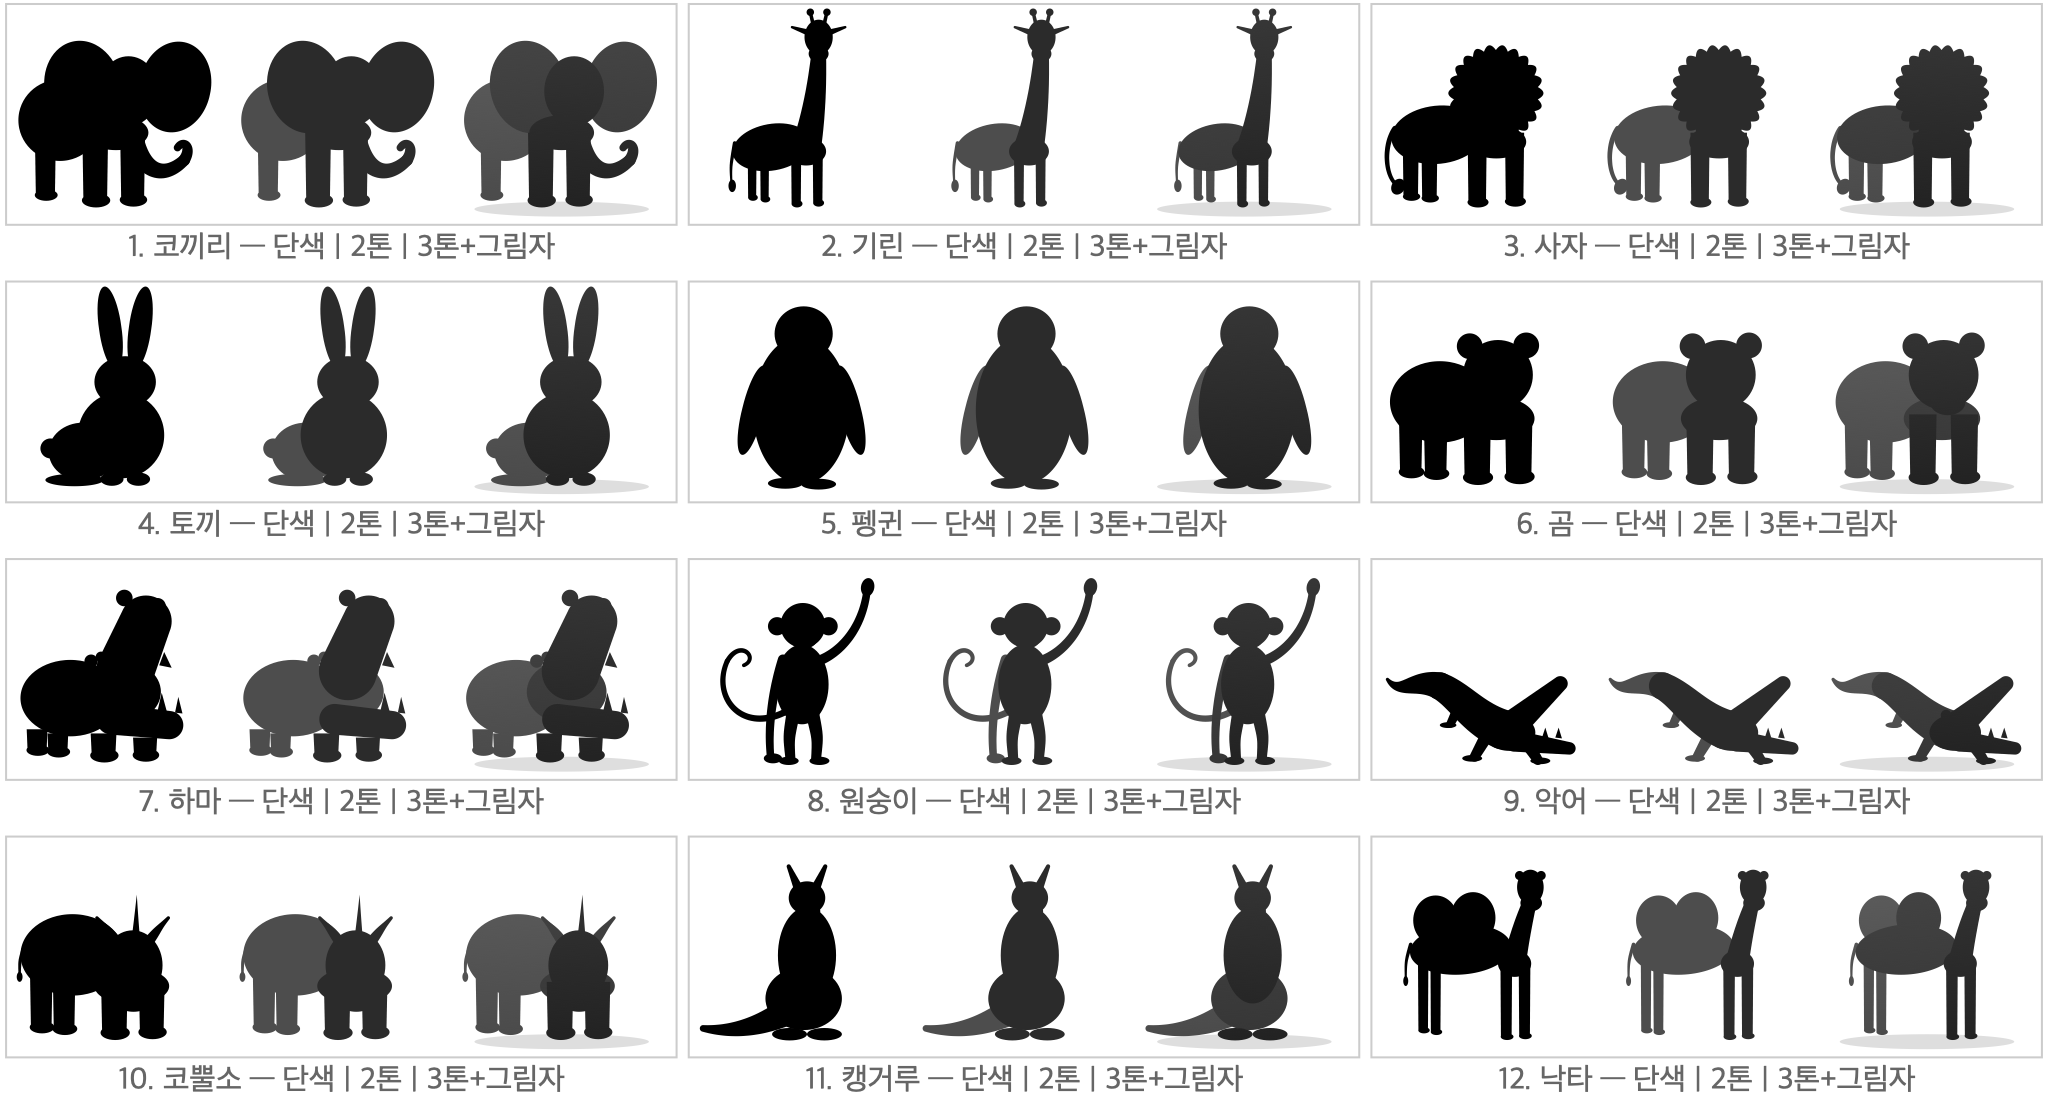 1. 코끼리 — 단색 | 2톤 | 3톤+그림자
2. 기린 — 단색 | 2톤 | 3톤+그림자
3. 사자 — 단색 | 2톤 | 3톤+그림자
4. 토끼 — 단색 | 2톤 | 3톤+그림자
5. 펭귄 — 단색 | 2톤 | 3톤+그림자
6. 곰 — 단색 | 2톤 | 3톤+그림자
7. 하마 — 단색 | 2톤 | 3톤+그림자
8. 원숭이 — 단색 | 2톤 | 3톤+그림자
9. 악어 — 단색 | 2톤 | 3톤+그림자
10. 코뿔소 — 단색 | 2톤 | 3톤+그림자
11. 캥거루 — 단색 | 2톤 | 3톤+그림자
12. 낙타 — 단색 | 2톤 | 3톤+그림자